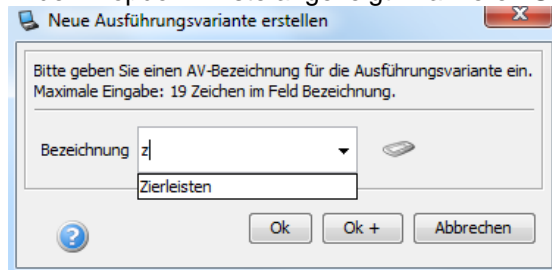 Neue Ausführungsvariante erstellen
Bitte geben Sie einen AV-Bezeichnung für die Ausführungsvariante ein.
Maximale Eingabe: 19 Zeichen im Feld Bezeichnung.
Bezeichnung z
Zierleisten
Ok Ok + Abbrechen